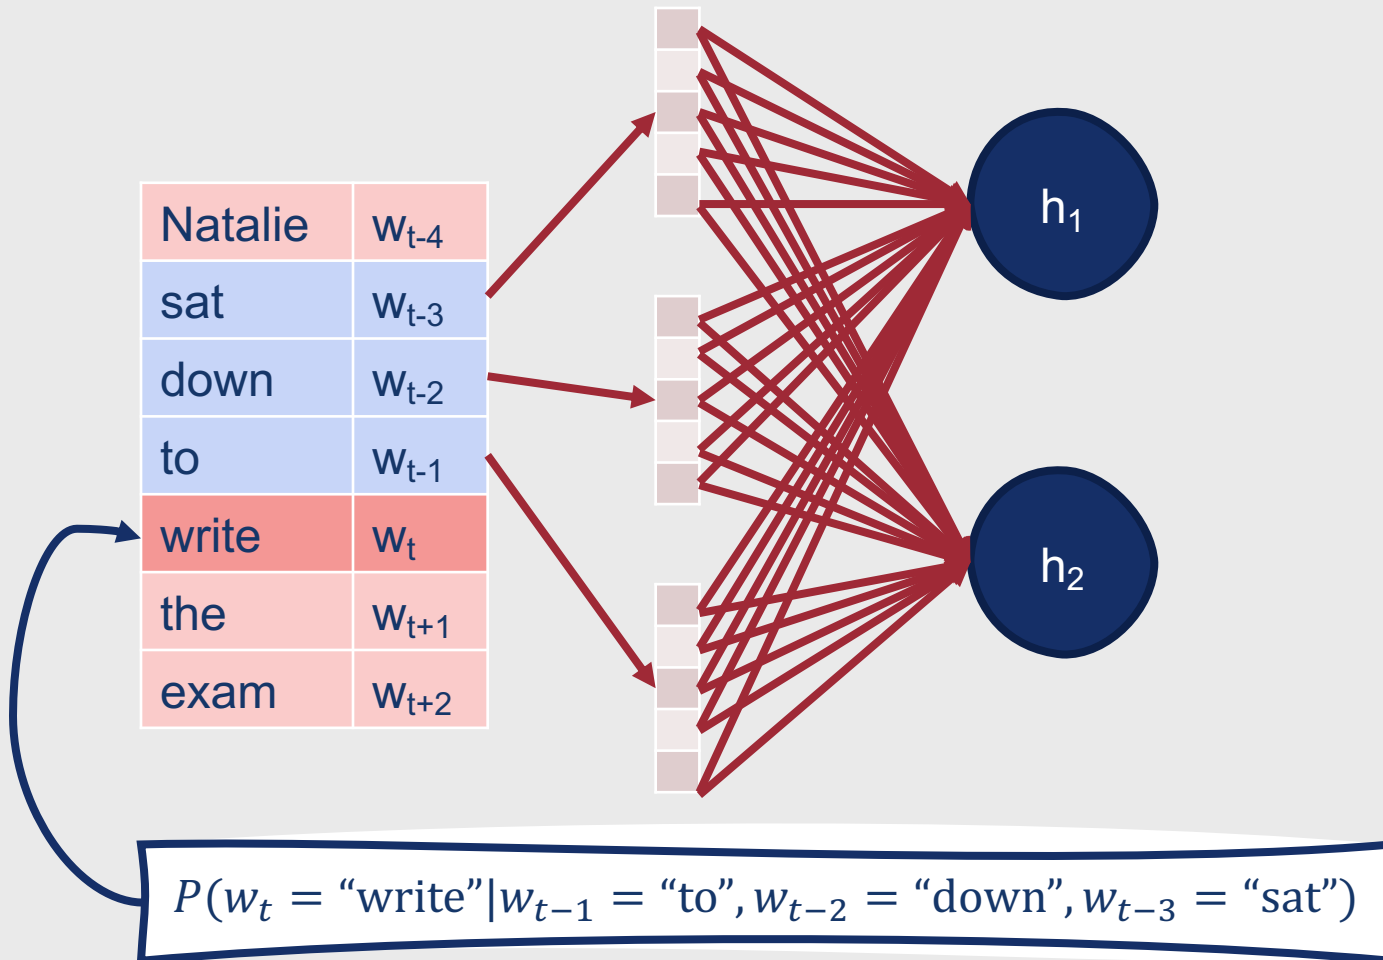 Natalie w_{t-4}
sat w_{t-3}
down w_{t-2}
to w_{t-1}
write w_t
the w_{t+1}
exam w_{t+2}
h_1
h_2
P(w_t = “write”|w_{t−1} = “to”, w_{t−2} = “down”, w_{t−3} = “sat”)